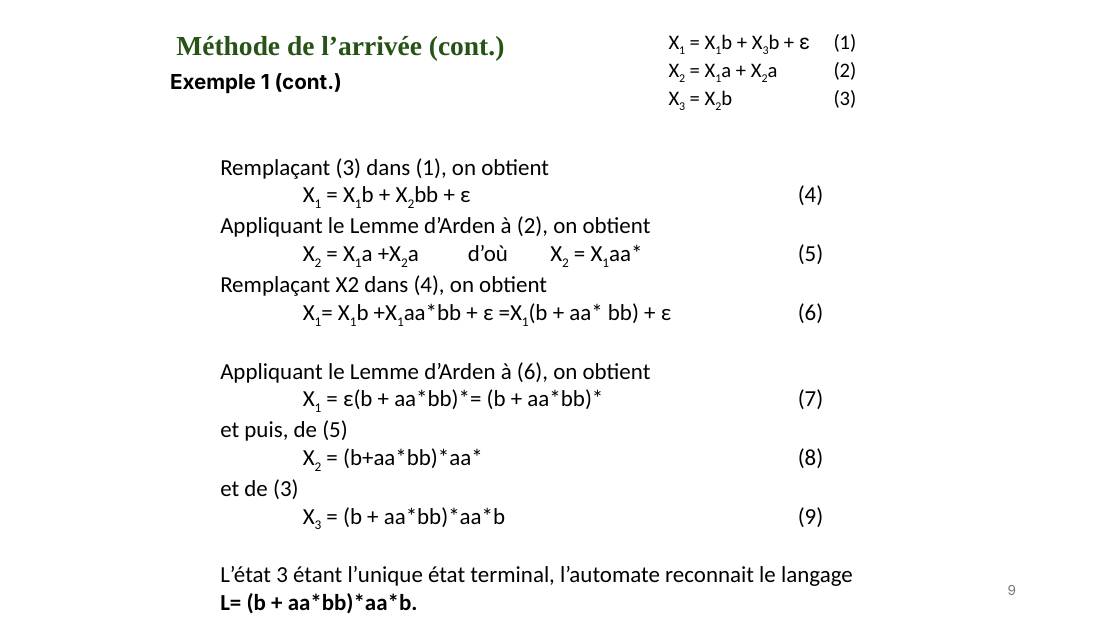 Méthode de l’arrivée (cont.)
Exemple 1 (cont.)
X₁ = X₁b + X₃b + ε (1)
X₂ = X₁a + X₂a (2)
X₃ = X₂b (3)
Remplaçant (3) dans (1), on obtient
X₁ = X₁b + X₂bb + ε (4)
Appliquant le Lemme d’Arden à (2), on obtient
X₂ = X₁a +X₂a d’où X₂ = X₁aa* (5)
Remplaçant X2 dans (4), on obtient
X₁= X₁b +X₁aa*bb + ε =X₁(b + aa* bb) + ε (6)
Appliquant le Lemme d’Arden à (6), on obtient
X₁ = ε(b + aa*bb)*= (b + aa*bb)* (7)
et puis, de (5)
X₂ = (b+aa*bb)*aa* (8)
et de (3)
X₃ = (b + aa*bb)*aa*b (9)
L’état 3 étant l’unique état terminal, l’automate reconnait le langage
L= (b + aa*bb)*aa*b.
9